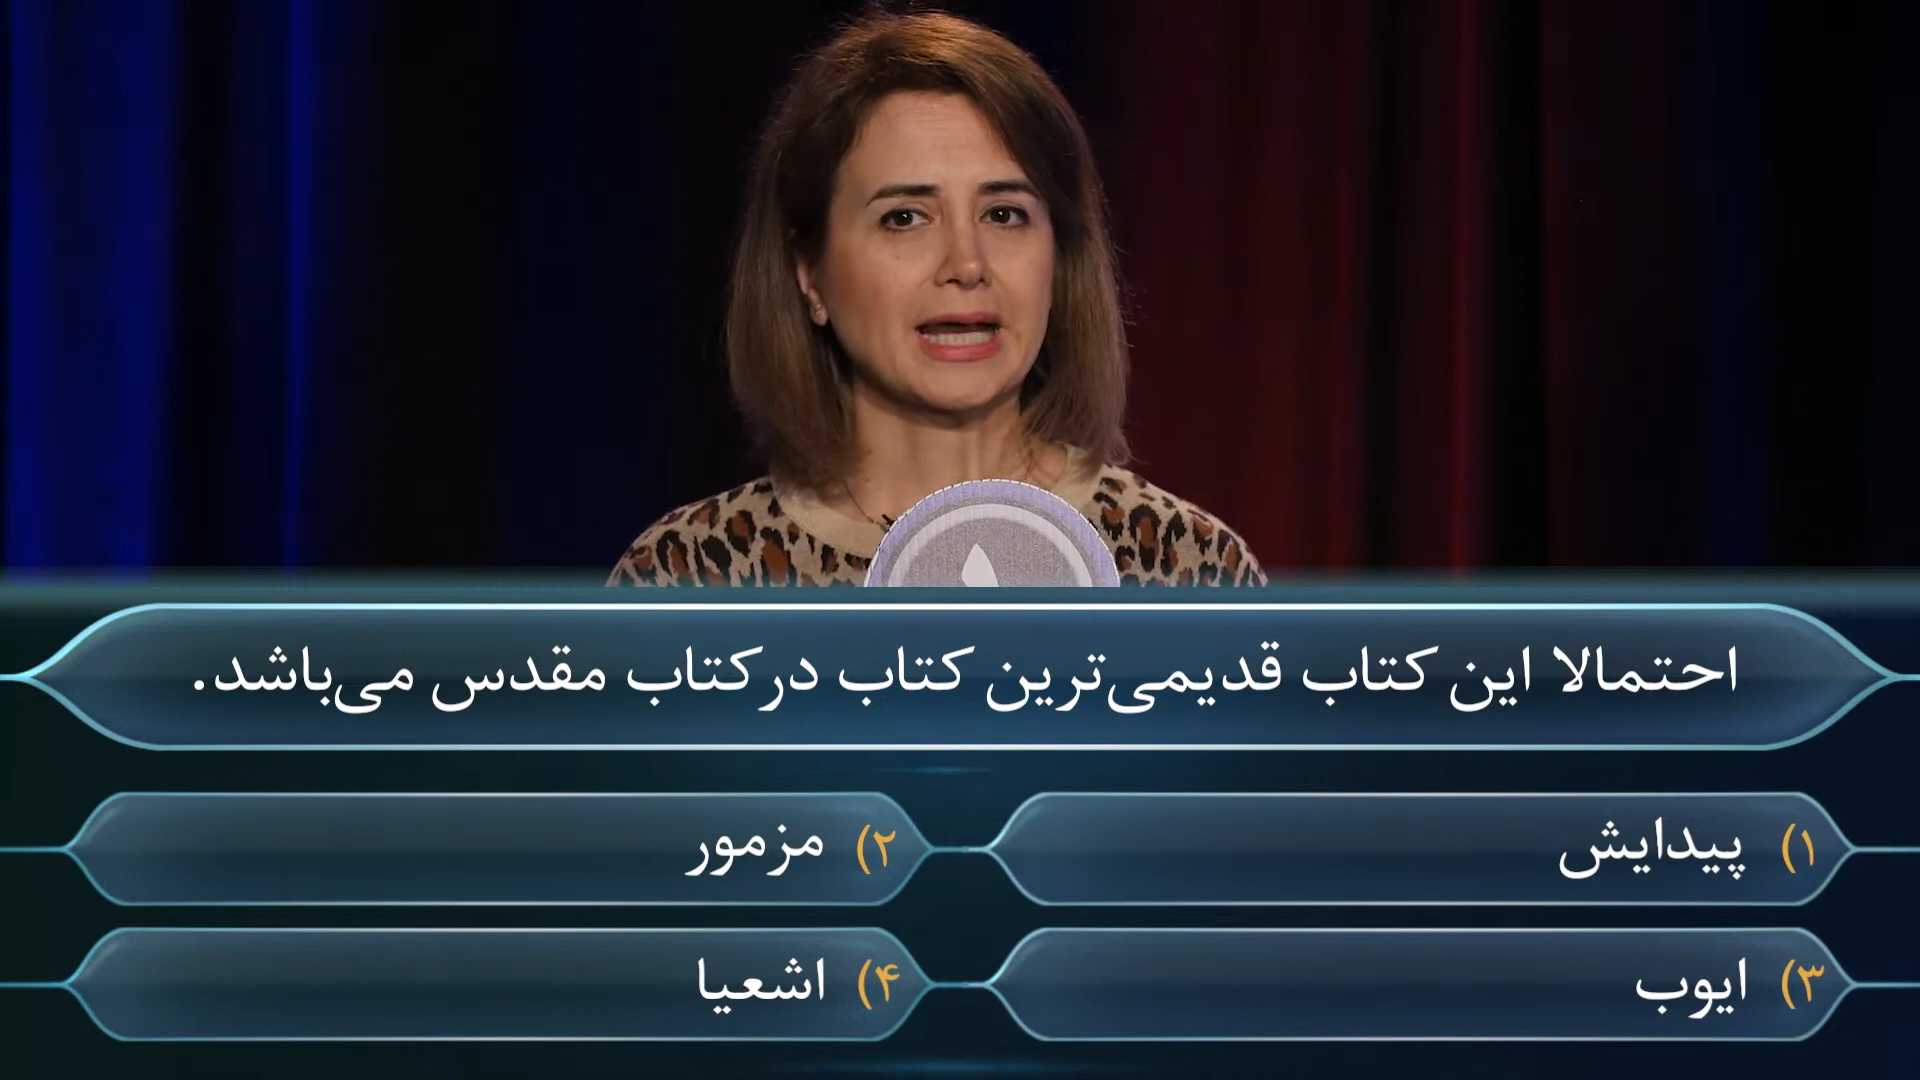 احتمالا این کتاب قدیمی‌ترین کتاب درکتاب مقدس می‌باشد.
۱) پیدایش
۲) مزمور
۳) ایوب
۴) اشعیا